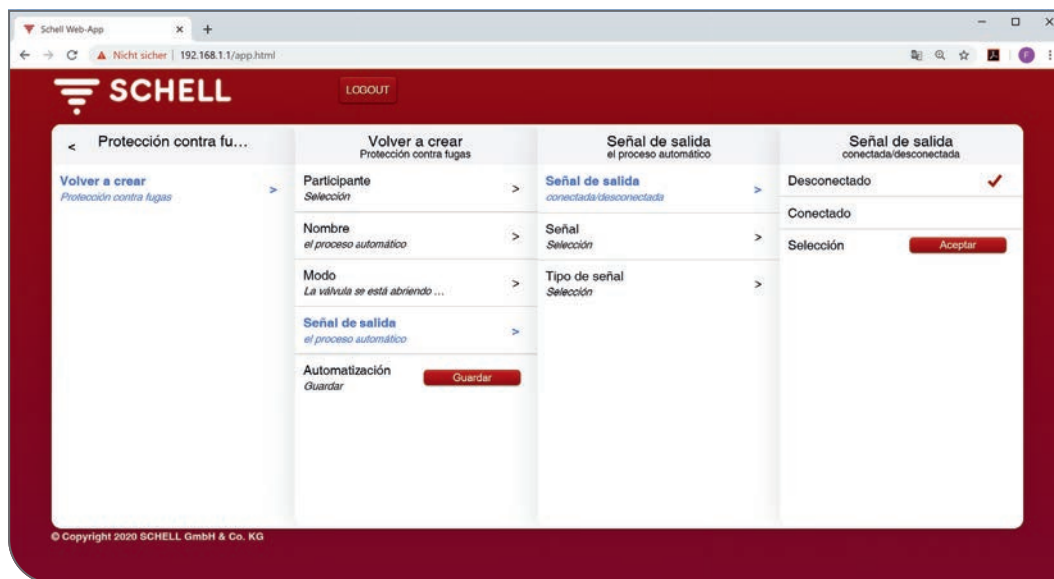 Schell Web-App
Nicht sicher | 192.168.1.1/app.html
F
SCHELL
LOGOUT
< Protección contra fu...
Volver a crear >
Protección contra fugas
Volver a crear
Protección contra fugas
Participante >
Selección
Nombre >
el proceso automático
Modo >
La válvula se está abriendo ...
Señal de salida >
el proceso automático
Automatización
Guardar
Guardar
Señal de salida
el proceso automático
Señal de salida >
conectada/desconectada
Señal >
Selección
Tipo de señal >
Selección
Señal de salida
conectada/desconectada
Desconectado
Conectado
Selección Aceptar
© Copyright 2020 SCHELL GmbH & Co. KG